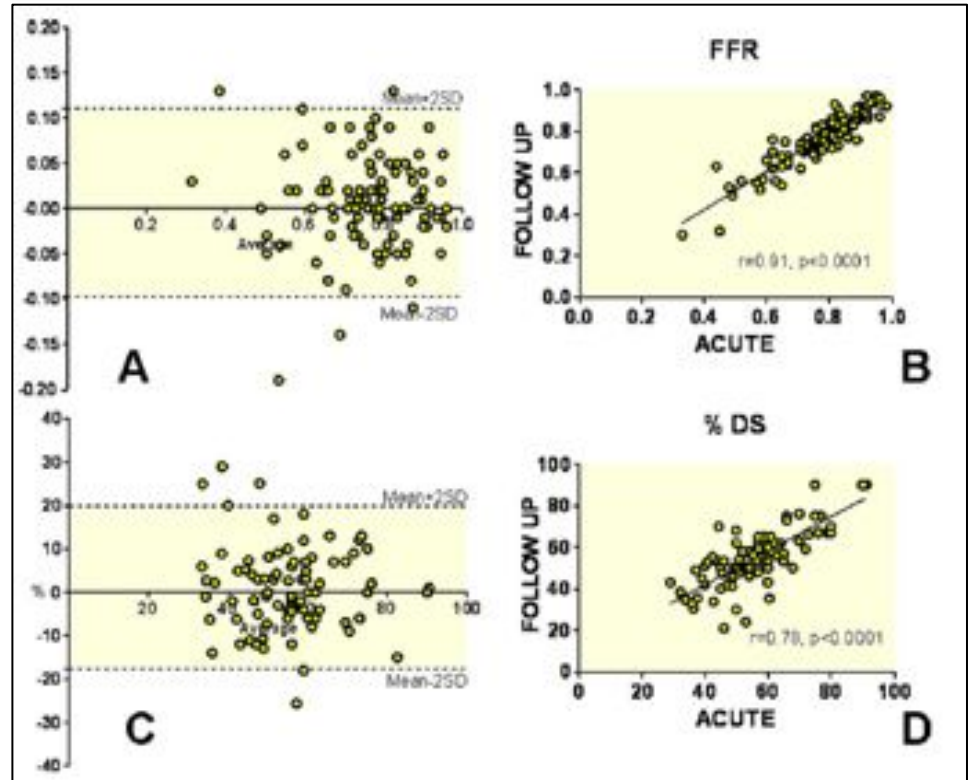 0.20
0.15
Mean+2SD
0.10
0.05
-0.00
0.2 0.4 0.6 0.8 1.0
Average
-0.05
-0.10
Mean-2SD
-0.15
-0.20
A
FFR
1.0
0.8
0.6
0.4
0.2
0.0
FOLLOW UP
r=0.91, p<0.0001
0.0 0.2 0.4 0.6 0.8 1.0
ACUTE
B
40
30
20
Mean+2SD
10
% 0
20 40 60 80 100
Average
-10
Mean-2SD
-20
-30
-40
C
% DS
100
80
60
40
20
0
FOLLOW UP
r=0.78, p<0.0001
0 20 40 60 80 100
ACUTE
D